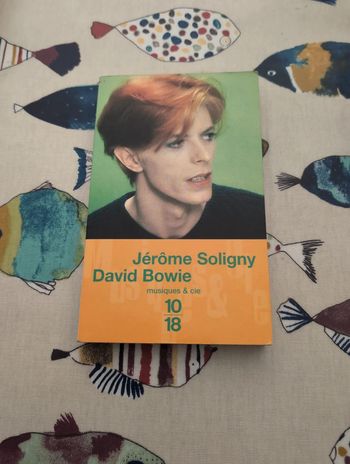 Jérôme Soligny
David Bowie
musiques & cie
10
18